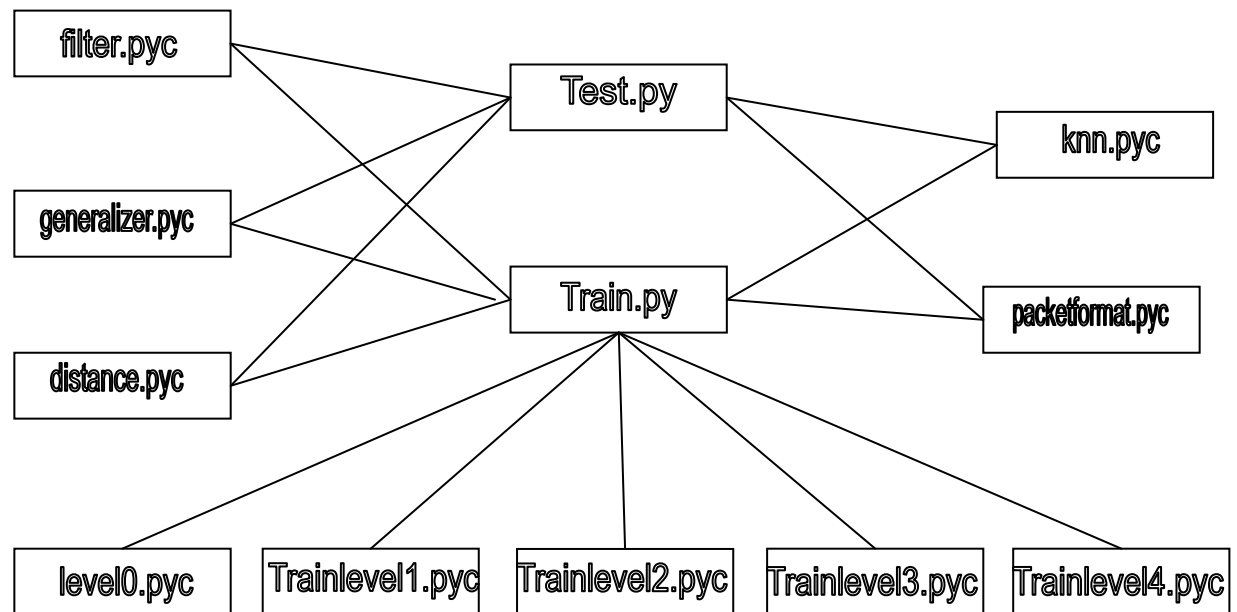 filter.pyc
Test.py
knn.pyc
generalizer.pyc
Train.py
packetformat.pyc
distance.pyc
level0.pyc
Trainlevel1.pyc
Trainlevel2.pyc
Trainlevel3.pyc
Trainlevel4.pyc